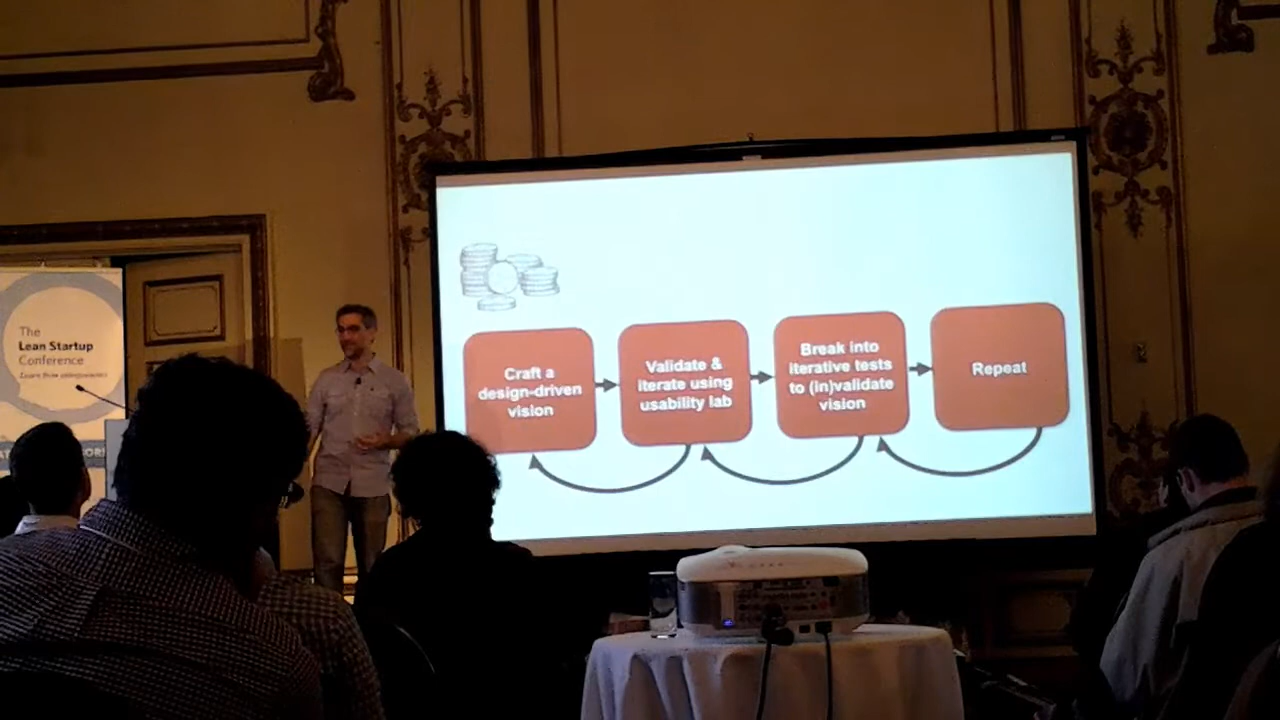 The
Lean Startup
Conference
Craft a
design-driven
vision
Validate &
iterate using
usability lab
Break into
iterative tests
to (in)validate
vision
Repeat